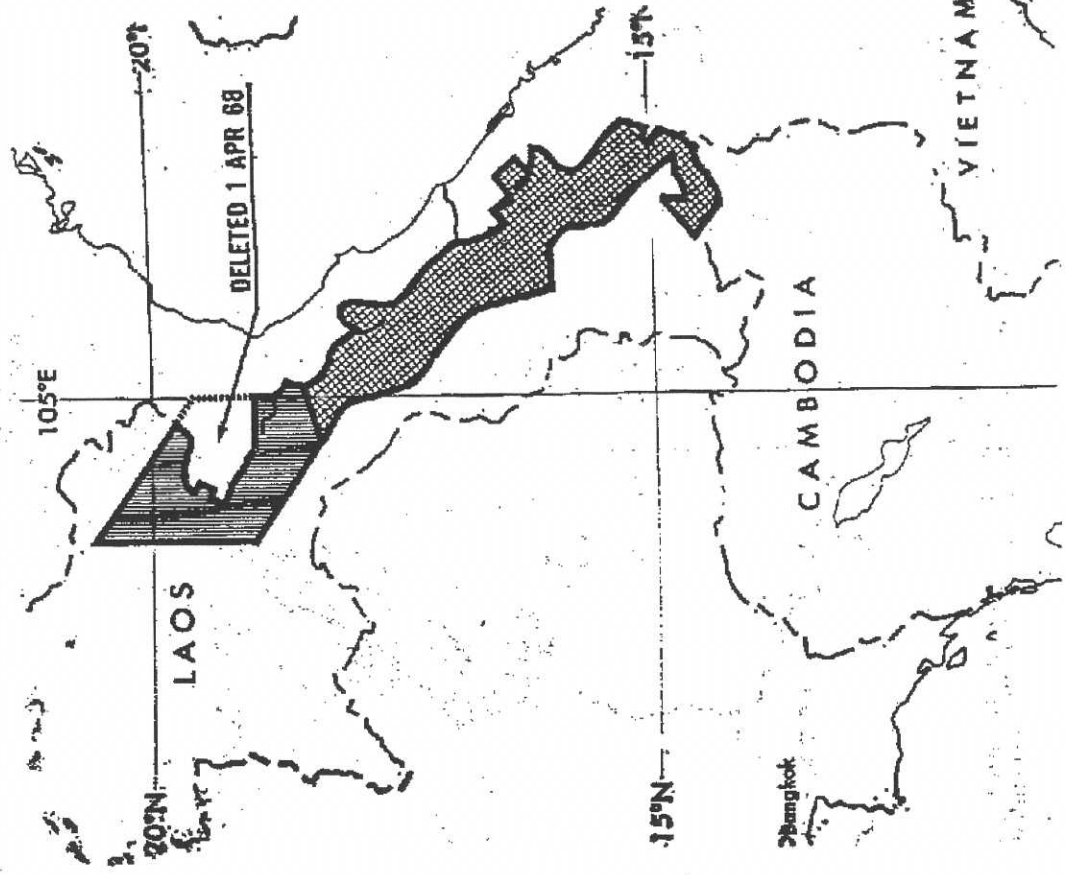 105°E
20°N
DELETED 1 APR 68
15°N
VIETNAM
LAOS
CAMBODIA
20°N
15°N
Bangkok